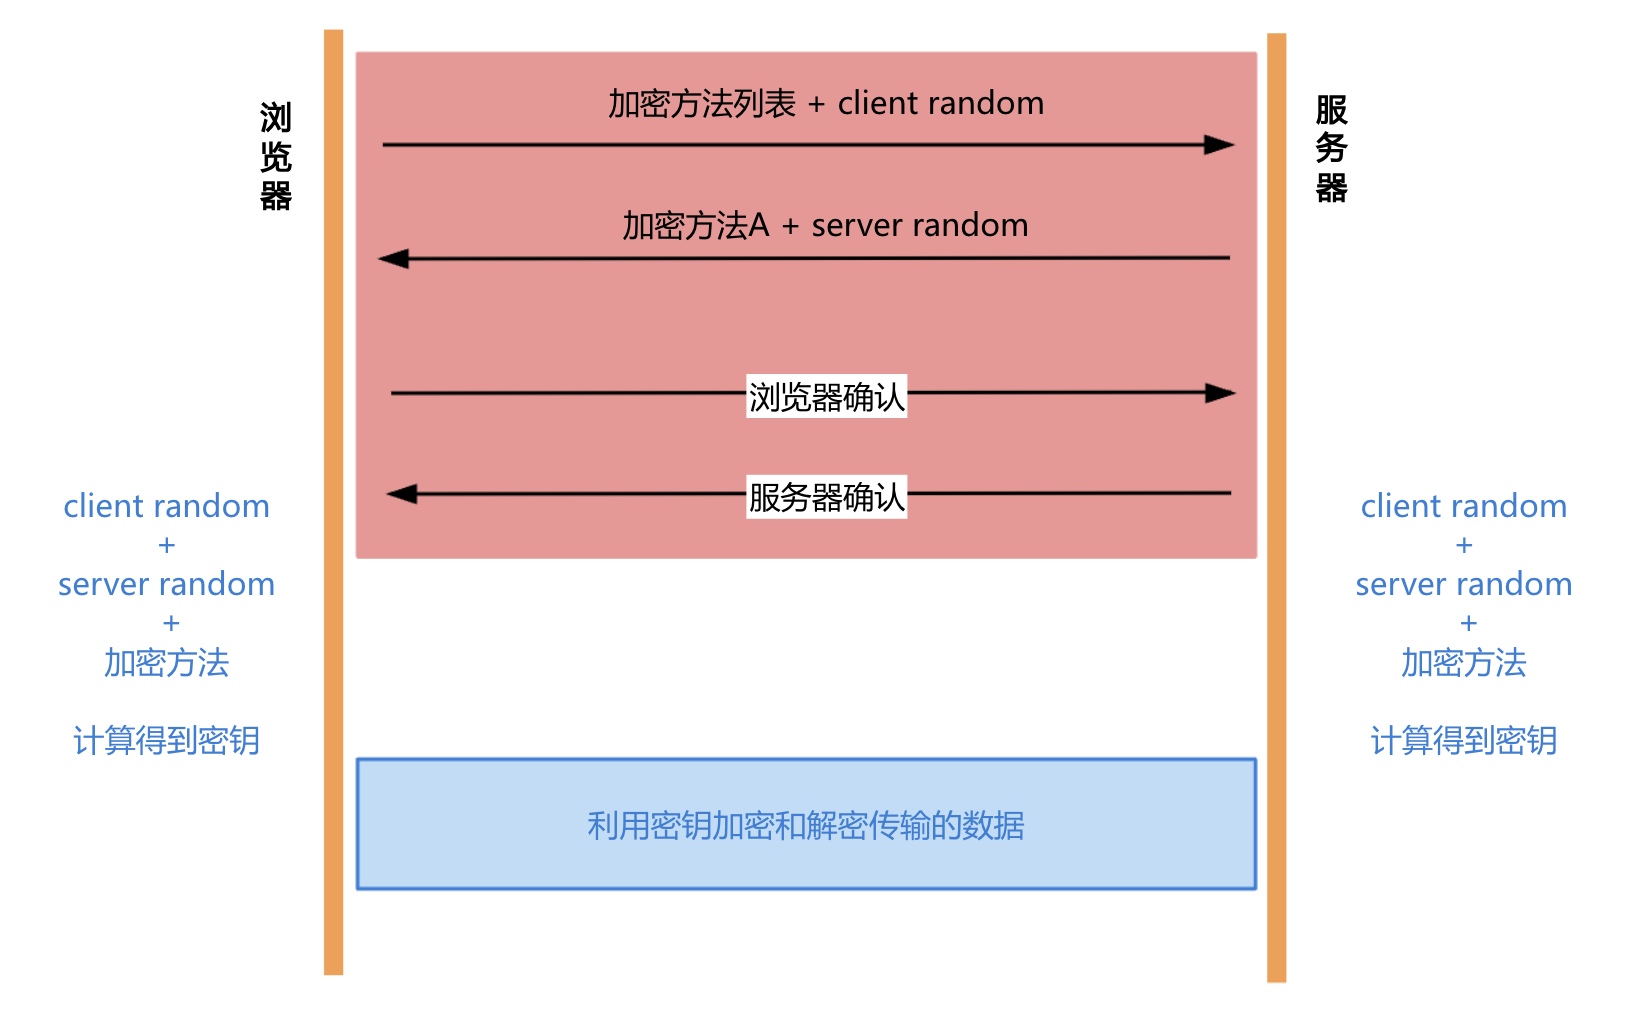 浏览器
服务器
加密方法列表 + client random
加密方法A + server random
浏览器确认
服务器确认
client random
+
server random
+
加密方法
计算得到密钥
client random
+
server random
+
加密方法
计算得到密钥
利用密钥加密和解密传输的数据